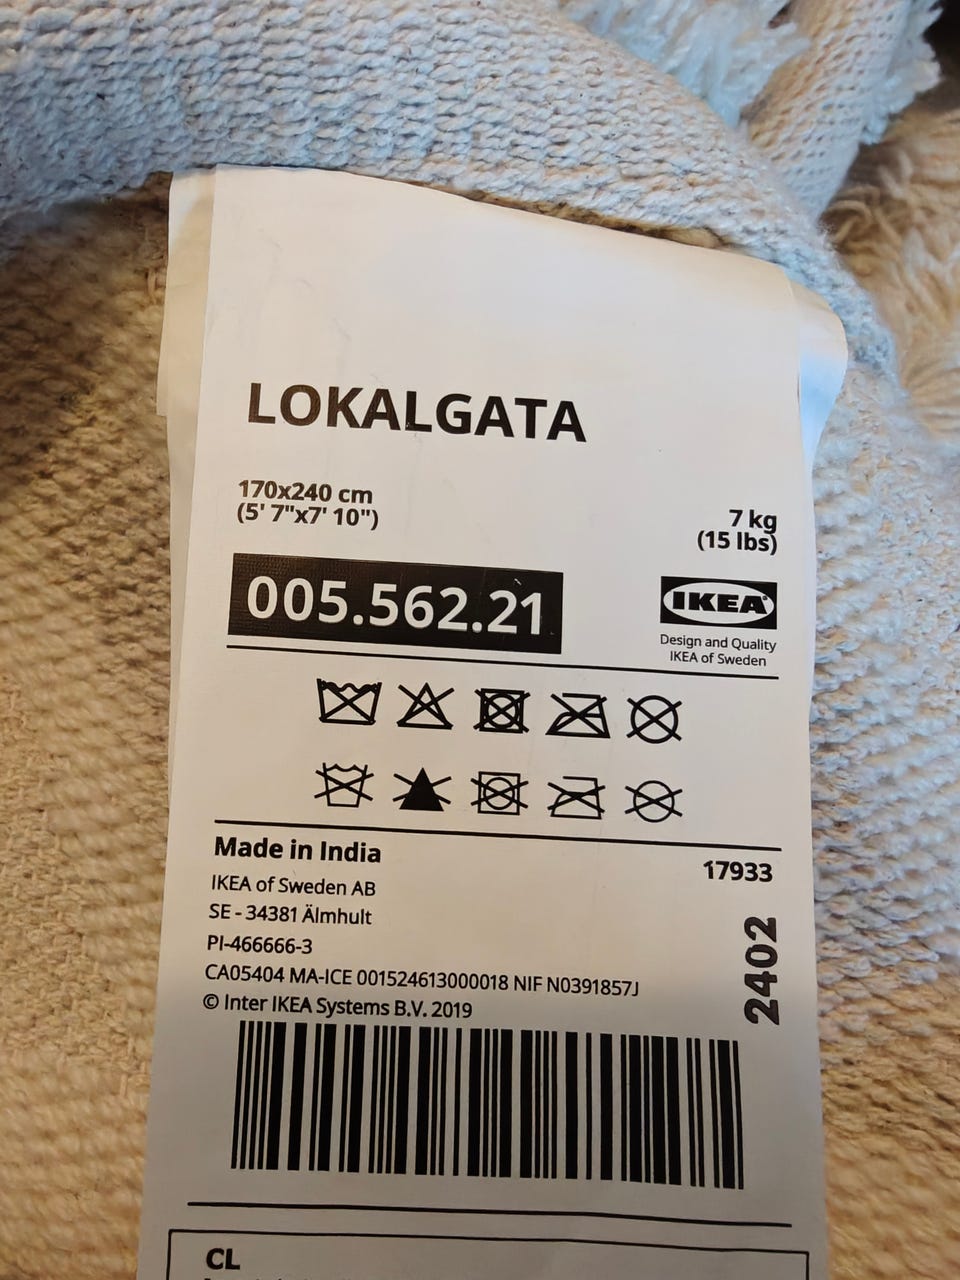 LOKALGATA
170x240 cm
(5' 7"x7' 10")
7 kg
(15 lbs)
005.562.21
IKEA
Design and Quality
IKEA of Sweden
Made in India
17933
IKEA of Sweden AB
SE - 34381 Älmhult
PI-466666-3
CA05404 MA-ICE 001524613000018 NIF N0391857J
© Inter IKEA Systems B.V. 2019
2402
CL